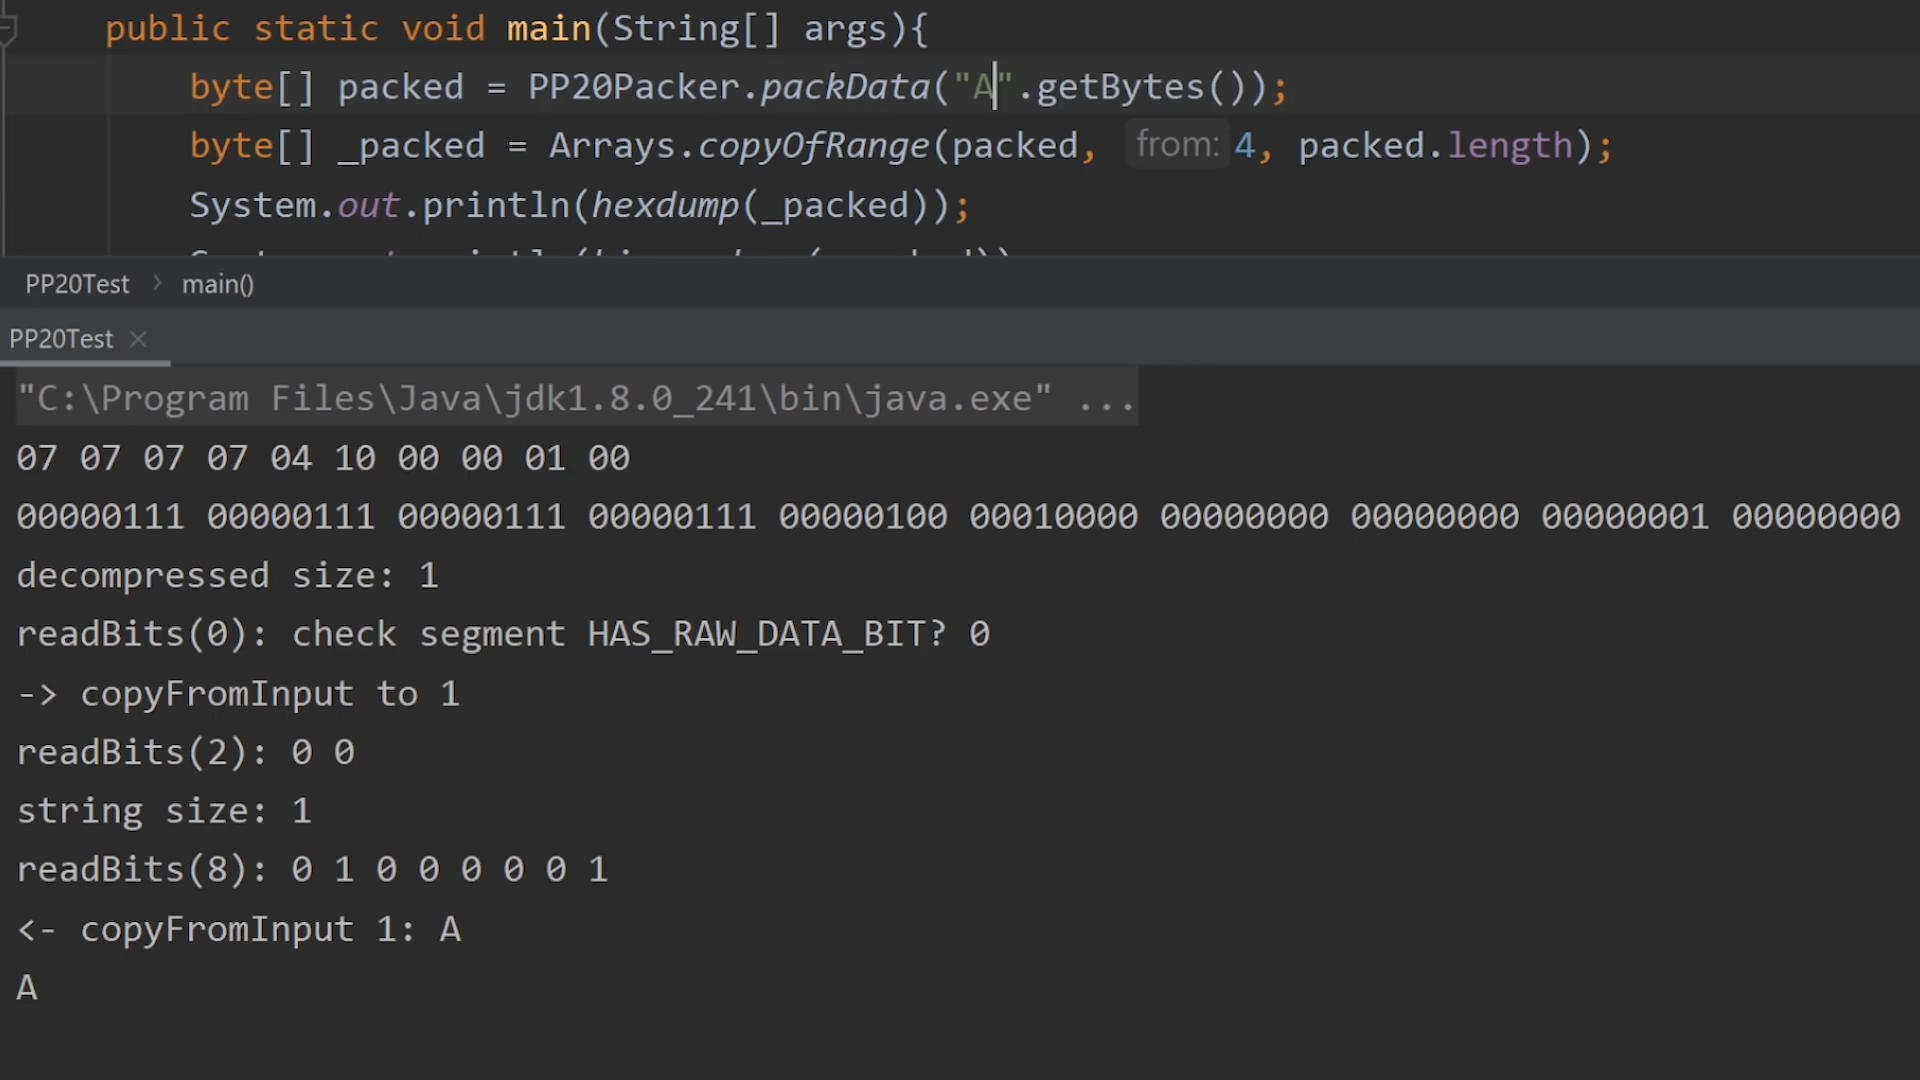 public static void main(String[] args){
byte[] packed = PP20Packer.packData("A".getBytes());
byte[] _packed = Arrays.copyOfRange(packed, from: 4, packed.length);
System.out.println(hexdump(_packed));
PP20Test > main()
PP20Test ×
"C:\Program Files\Java\jdk1.8.0_241\bin\java.exe" ...
07 07 07 07 04 10 00 00 01 00
00000111 00000111 00000111 00000111 00000100 00010000 00000000 00000000 00000001 00000000
decompressed size: 1
readBits(0): check segment HAS_RAW_DATA_BIT? 0
-> copyFromInput to 1
readBits(2): 0 0
string size: 1
readBits(8): 0 1 0 0 0 0 0 1
<- copyFromInput 1: A
A